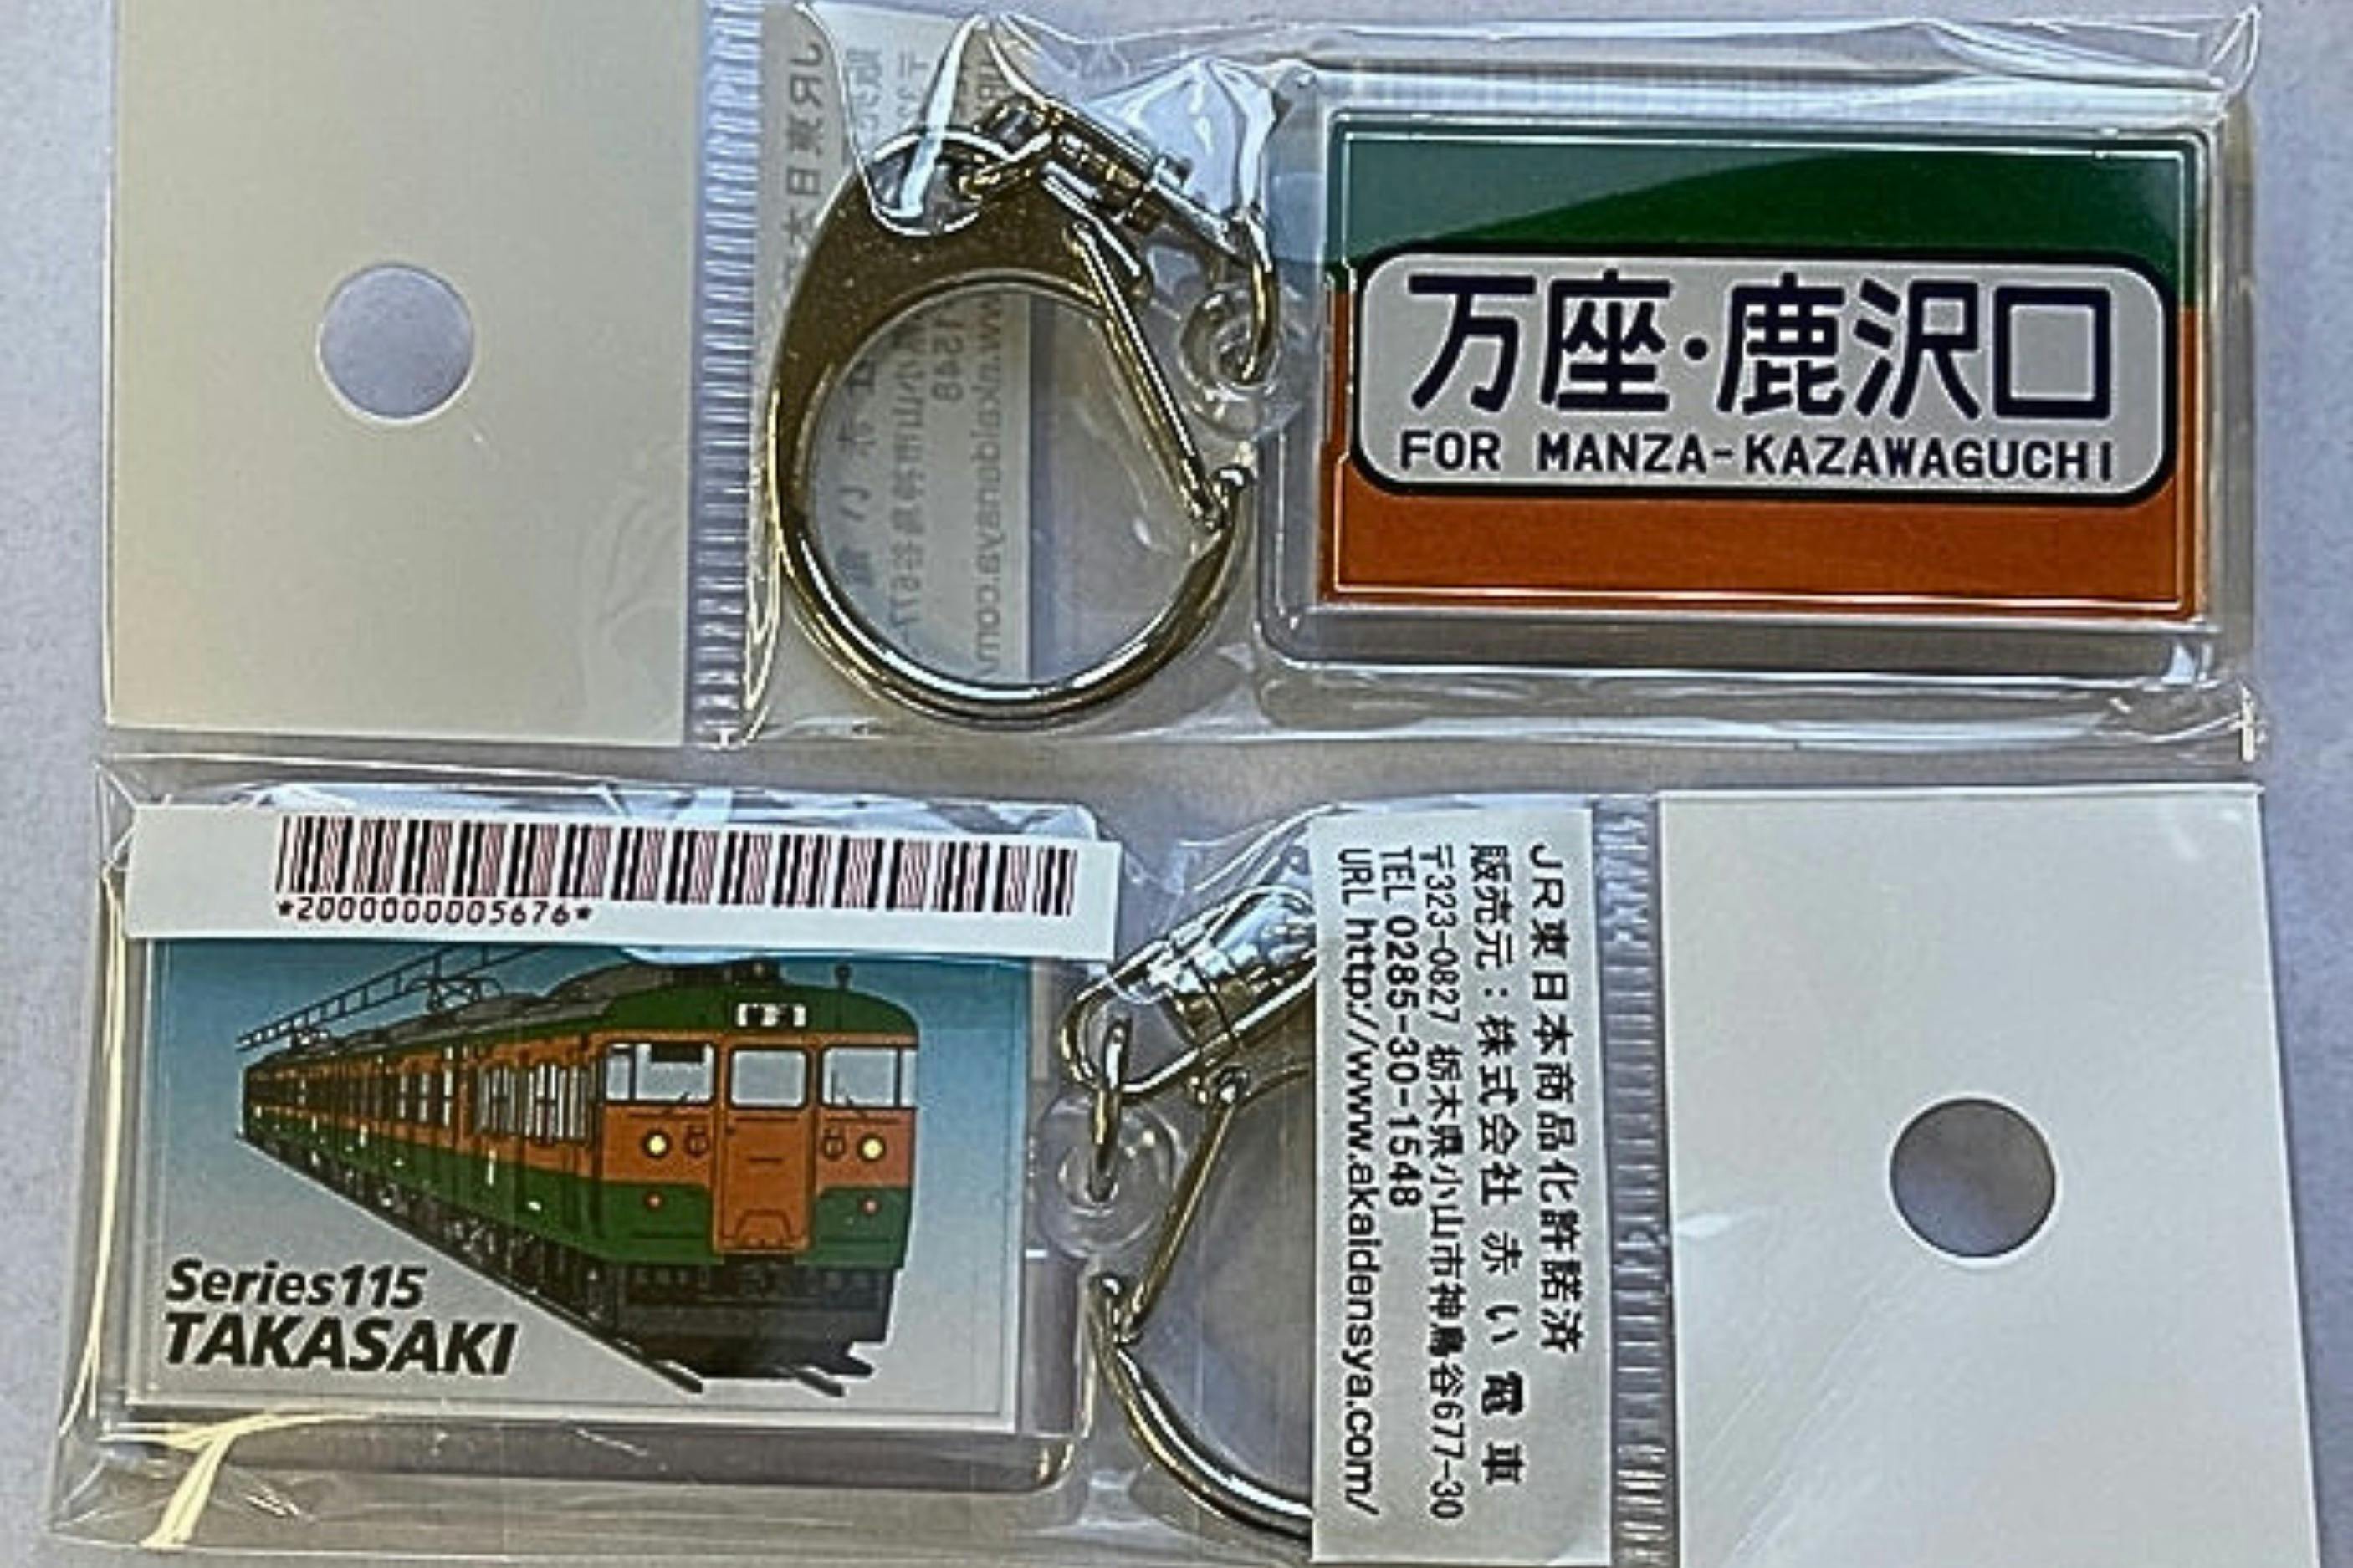 万座・鹿沢口
FOR MANZA-KAZAWAGUCHI
*2000000005676*
Series115
TAKASAKI
JR東日本商品化許諾済
販売元：株式会社 赤い電車
〒323-0827 栃木県小山市神鳥谷677-30
TEL 0285-30-1548
URL http://www.akaidensya.com/